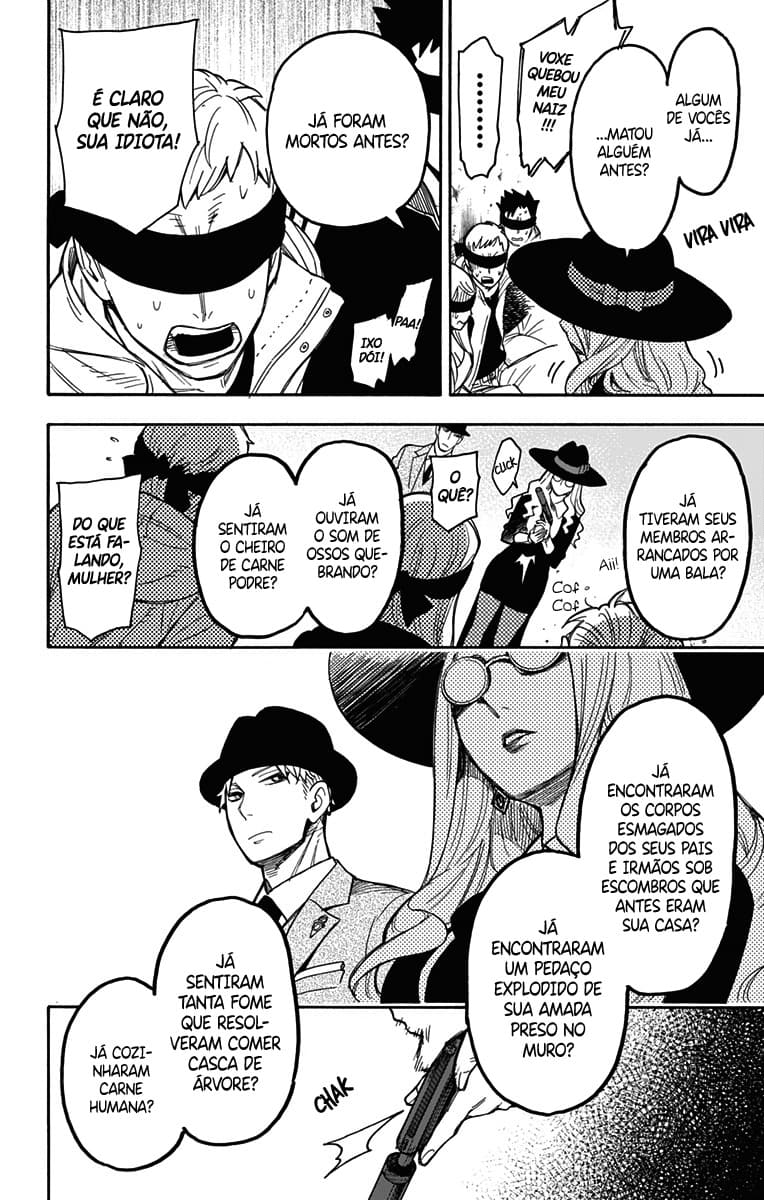 ALGUM
DE VOCÊS
JÁ...
...MATOU
ALGUÉM
ANTES?
VOXE
QUEBOU
MEU
NAIZ
!!!
........
VIRA VIRA
JÁ FORAM
MORTOS ANTES?
É CLARO
QUE NÃO,
SUA IDIOTA!
PAA!
IXO
DÓI!
JÁ
TIVERAM SEUS
MEMBROS AR-
RANCADOS POR
UMA BALA?
CLICK
AII!
COF
COF
O
QUÊ?
JÁ
OUVIRAM
O SOM DE
OSSOS QUE-
BRANDO?
JÁ
SENTIRAM
O CHEIRO
DE CARNE
PODRE?
DO QUE
ESTÁ FA-
LANDO,
MULHER?
JÁ
ENCONTRARAM
OS CORPOS
ESMAGADOS
DOS SEUS PAIS
E IRMÃOS SOB
ESCOMBROS QUE
ANTES ERAM
SUA CASA?
JÁ
ENCONTRARAM
UM PEDAÇO
EXPLODIDO DE
SUA AMADA
PRESO NO
MURO?
JÁ
SENTIRAM
TANTA FOME
QUE RESOL-
VERAM COMER
CASCA DE
ÁRVORE?
JÁ COZI-
NHARAM
CARNE
HUMANA?
CHAK